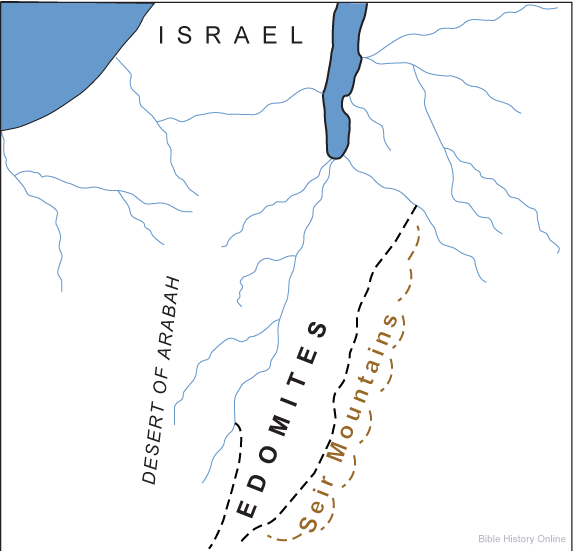 ISRAEL
DESERT OF ARABAH
EDOMITES
Seir Mountains
Bible History Online